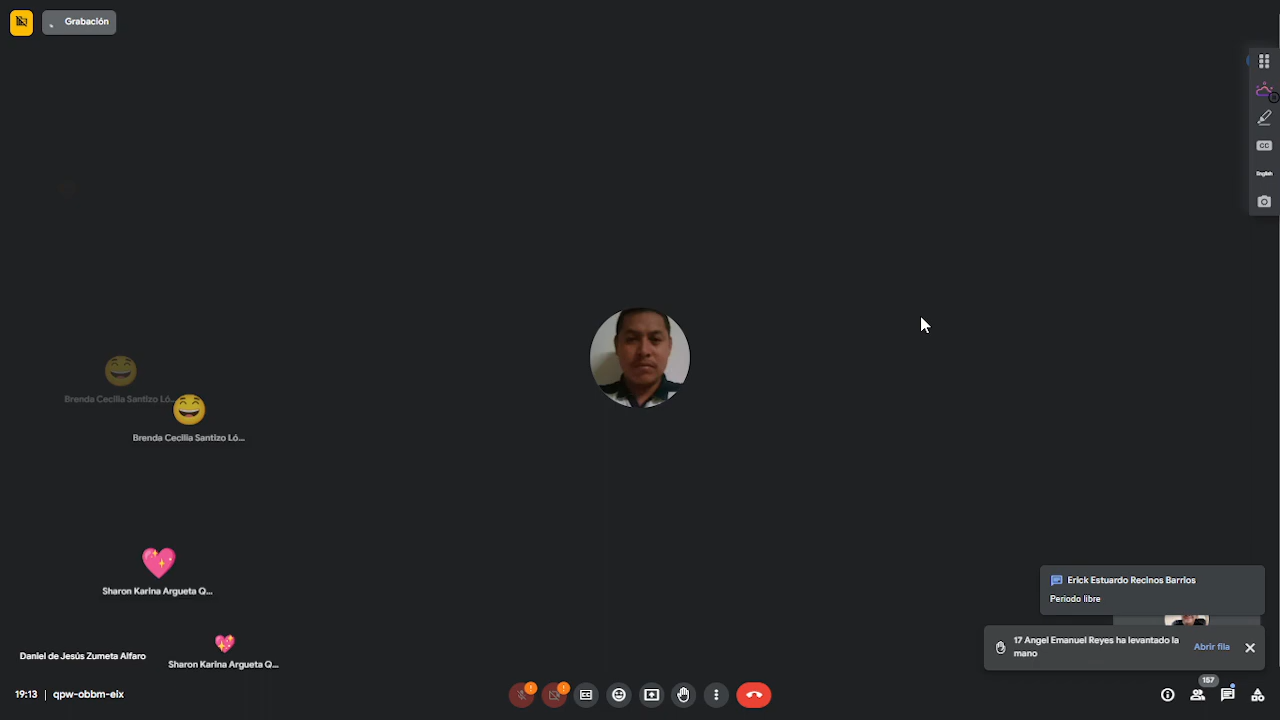 Grabación
CC
English
Brenda Cecilia Santizo Ló...
Brenda Cecilia Santizo Ló...
Sharon Karina Argueta Q...
Daniel de Jesús Zumeta Alfaro
Sharon Karina Argueta Q...
Erick Estuardo Recinos Barrios
Periodo libre
17 Angel Emanuel Reyes ha levantado la
mano
Abrir fila
19:13 | qpw-obbm-eix
157